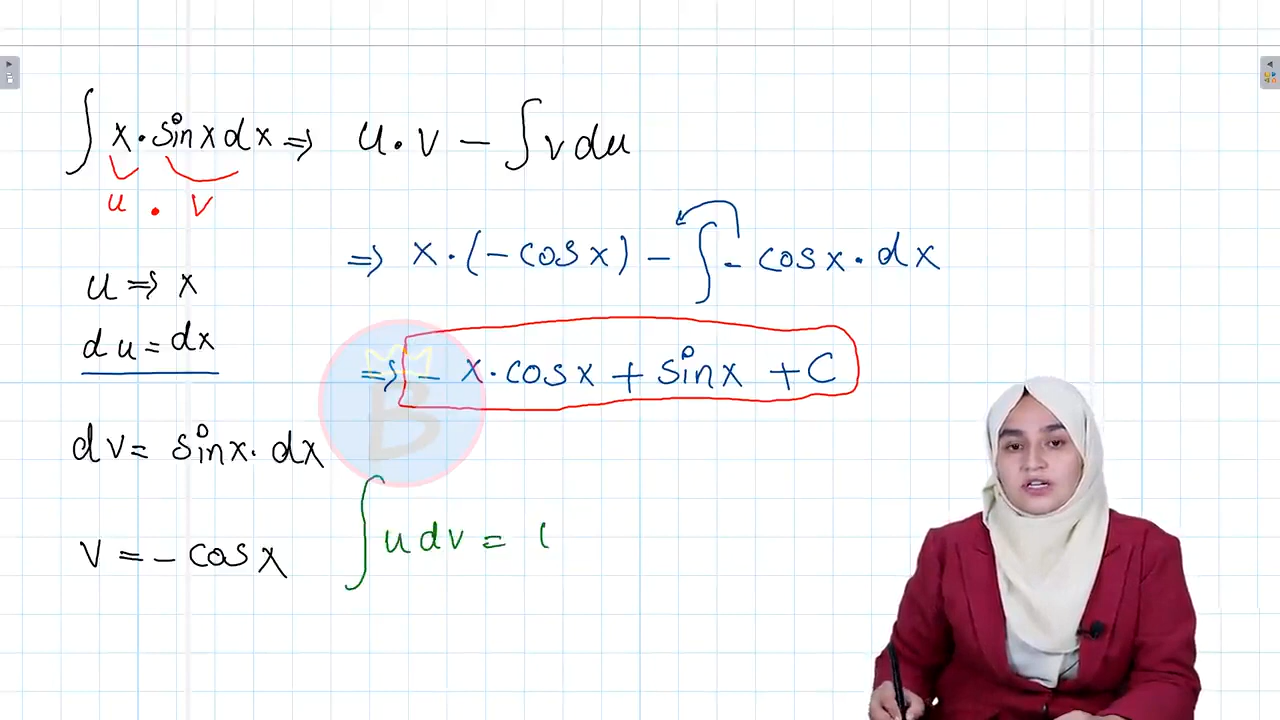 ∫ x · sin x dx ⇒ u · v − ∫ v du
u · v
⇒ x · (− cos x) − ∫ − cos x · dx
u ⇒ x
du = dx
⇒ − x · cos x + sin x + C
dv = sin x · dx
∫ u dv =
v = − cos x
B